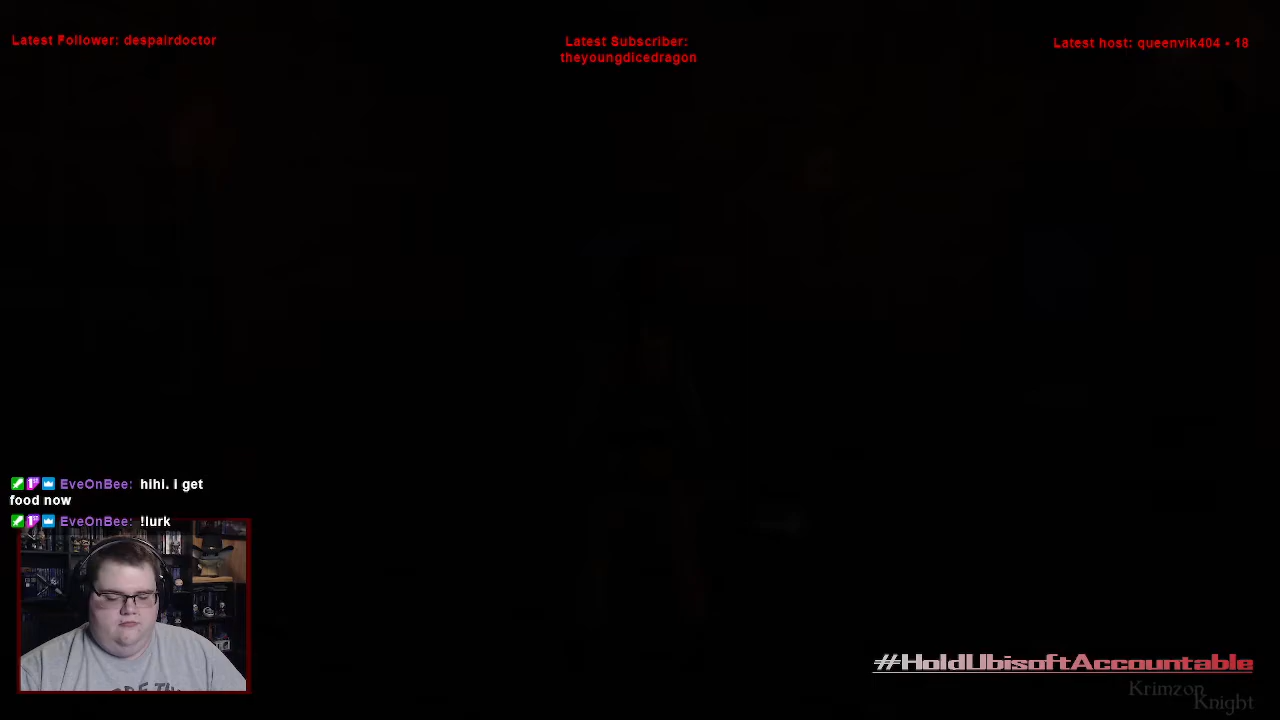 Latest Follower: despairdoctor
Latest Subscriber:
theyoungdicedragon
Latest host: queenvik404 - 18
EveOnBee: hihi. i get
food now
EveOnBee: !lurk
#HoldUbisoftAccountable
Krimzon
Knight